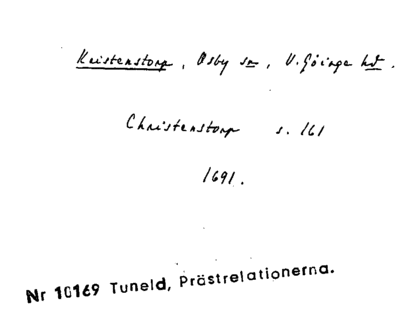 Kristenstorp, Osby sn, V. Göinge hd.
Christenstorp s. 161
1691.
Nr 10169 Tuneld, Prästrelationerna.